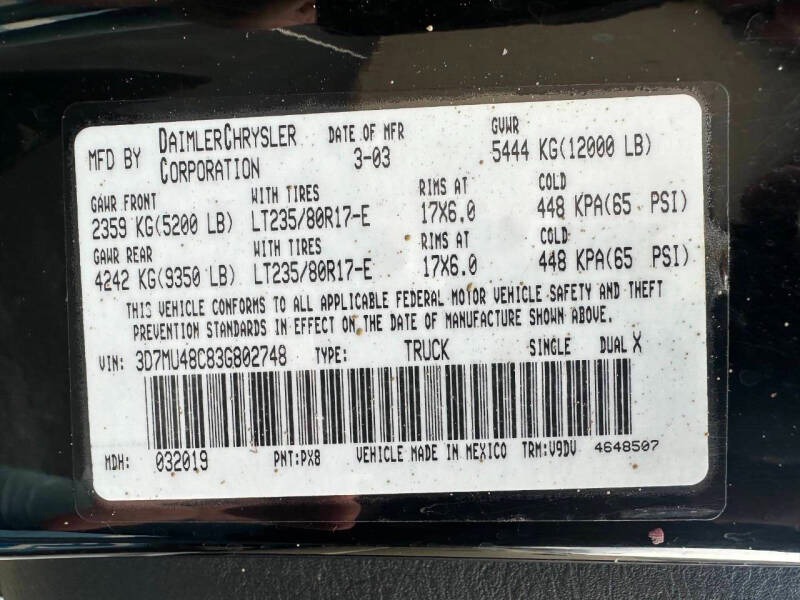 MFD BY DAIMLERCHRYSLER CORPORATION DATE OF MFR 3-03 GVWR 5444 KG(12000 LB)
GAWR FRONT WITH TIRES RIMS AT COLD
2359 KG(5200 LB) LT235/80R17-E 17X6.0 448 KPA(65 PSI)
GAWR REAR WITH TIRES RIMS AT COLD
4242 KG(9350 LB) LT235/80R17-E 17X6.0 448 KPA(65 PSI)
THIS VEHICLE CONFORMS TO ALL APPLICABLE FEDERAL MOTOR VEHICLE SAFETY AND THEFT
PREVENTION STANDARDS IN EFFECT ON THE DATE OF MANUFACTURE SHOWN ABOVE.
VIN: 3D7MU48C83G802748 TYPE: TRUCK SINGLE DUAL X
MDH: 032019 PNT:PX8 VEHICLE MADE IN MEXICO TRM:V9DV 4648507